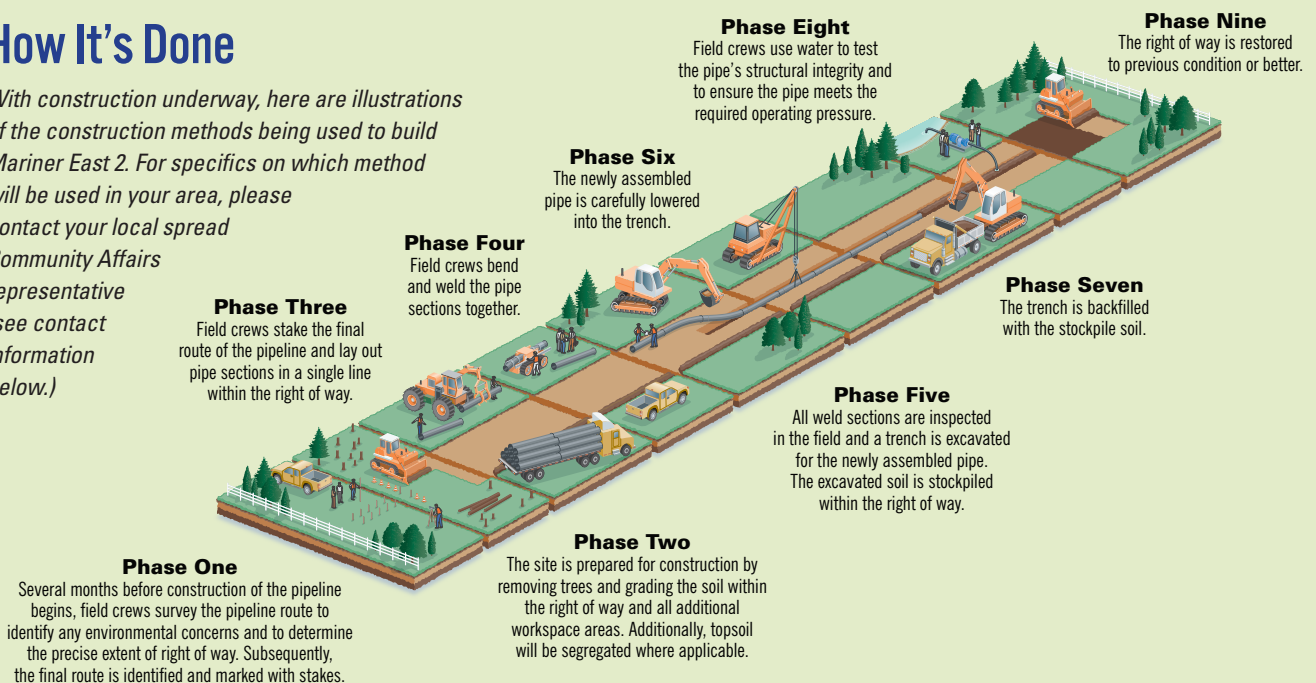 How It's Done
With construction underway, here are illustrations
of the construction methods being used to build
Mariner East 2. For specifics on which method
will be used in your area, please
contact your local spread
Community Affairs
representative
(see contact
information
below.)
Phase One
Several months before construction of the pipeline
begins, field crews survey the pipeline route to
identify any environmental concerns and to determine
the precise extent of right of way. Subsequently,
the final route is identified and marked with stakes.
Phase Two
The site is prepared for construction by
removing trees and grading the soil within
the right of way and all additional
workspace areas. Additionally, topsoil
will be segregated where applicable.
Phase Three
Field crews stake the final
route of the pipeline and lay out
pipe sections in a single line
within the right of way.
Phase Four
Field crews bend
and weld the pipe
sections together.
Phase Five
All weld sections are inspected
in the field and a trench is excavated
for the newly assembled pipe.
The excavated soil is stockpiled
within the right of way.
Phase Six
The newly assembled
pipe is carefully lowered
into the trench.
Phase Seven
The trench is backfilled
with the stockpile soil.
Phase Eight
Field crews use water to test
the pipe's structural integrity and
to ensure the pipe meets the
required operating pressure.
Phase Nine
The right of way is restored
to previous condition or better.